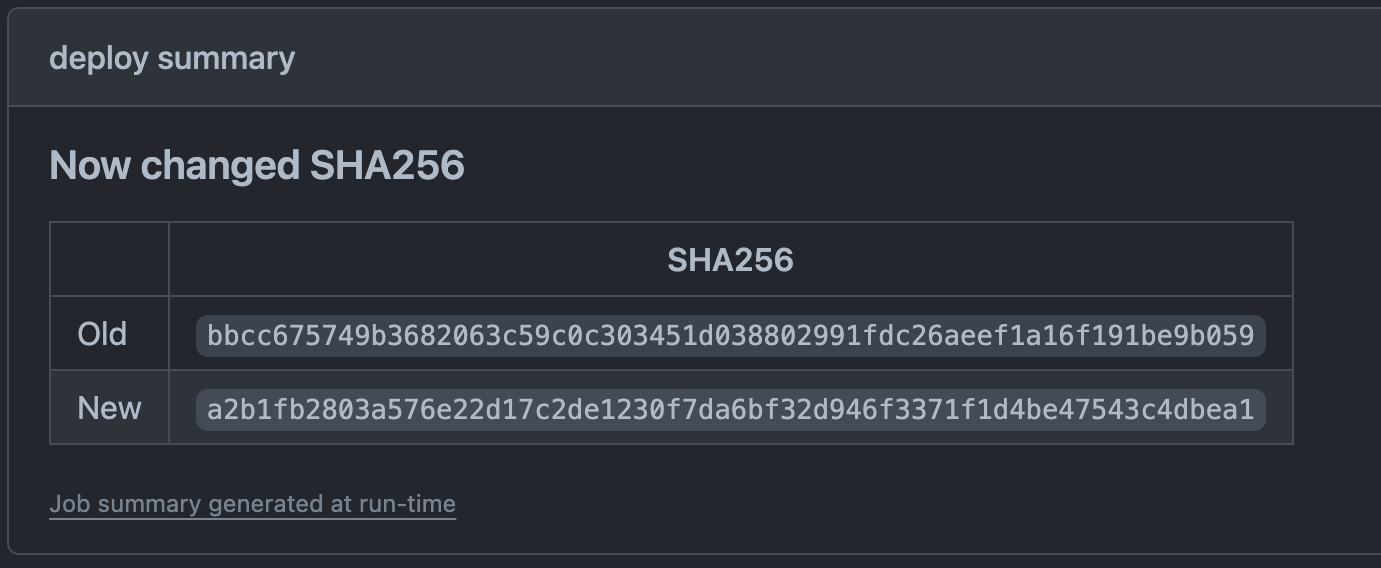 deploy summary
Now changed SHA256
SHA256
Old bbcc675749b3682063c59c0c303451d038802991fdc26aeef1a16f191be9b059
New a2b1fb2803a576e22d17c2de1230f7da6bf32d946f3371f1d4be47543c4dbea1
Job summary generated at run-time